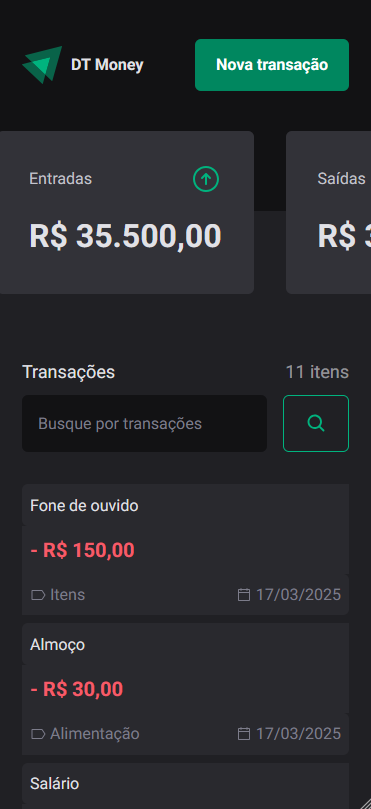 DT Money
Nova transação
Entradas
Saídas
R$ 35.500,00
R$
Transações
11 itens
Busque por transações
Fone de ouvido
- R$ 150,00
Itens
17/03/2025
Almoço
- R$ 30,00
Alimentação
17/03/2025
Salário